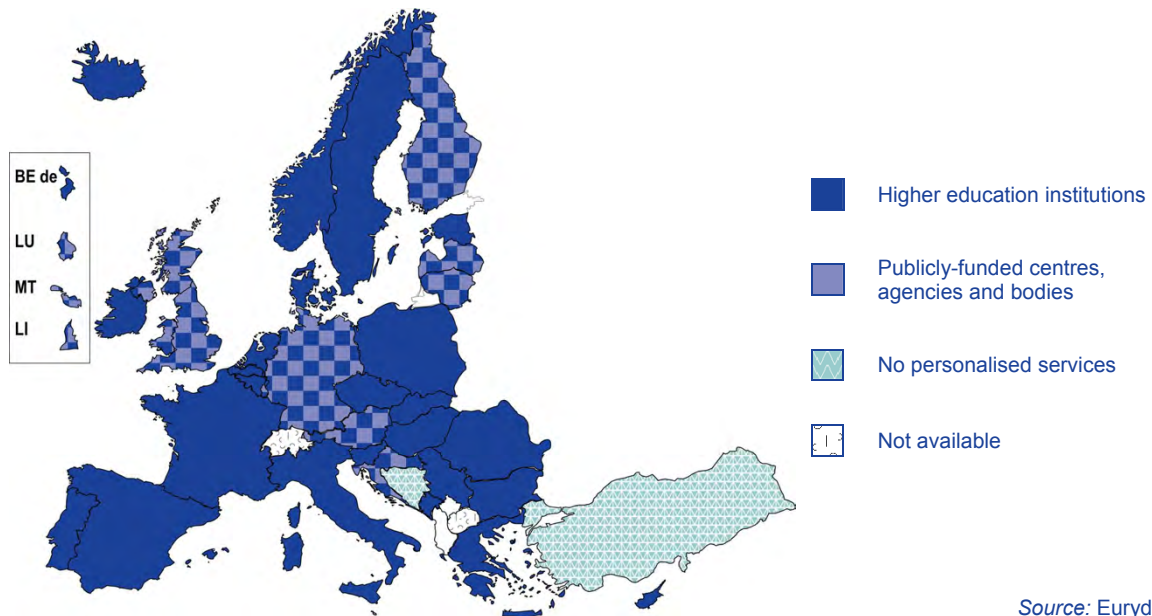 BE de
LU
MT
LI
Higher education institutions
Publicly-funded centres,
agencies and bodies
No personalised services
Not available
Source: Euryd